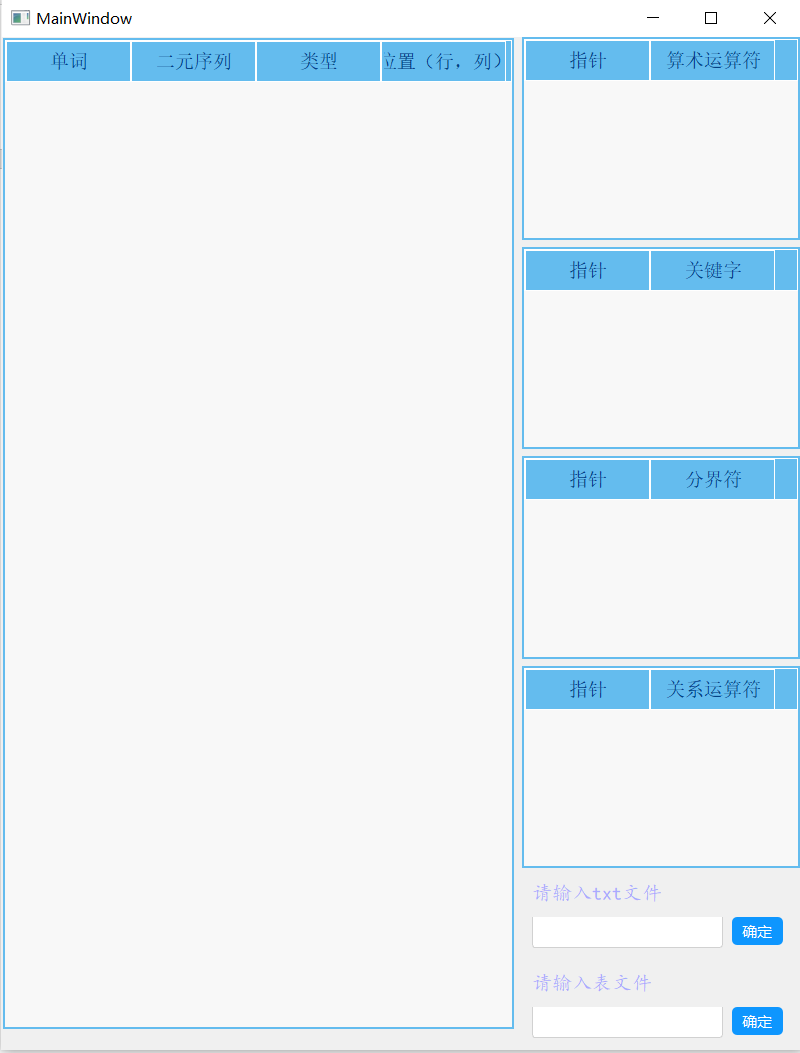 MainWindow
单词 二元序列 类型 位置（行，列）
指针 算术运算符
指针 关键字
指针 分界符
指针 关系运算符
请输入txt文件
确定
请输入表文件
确定